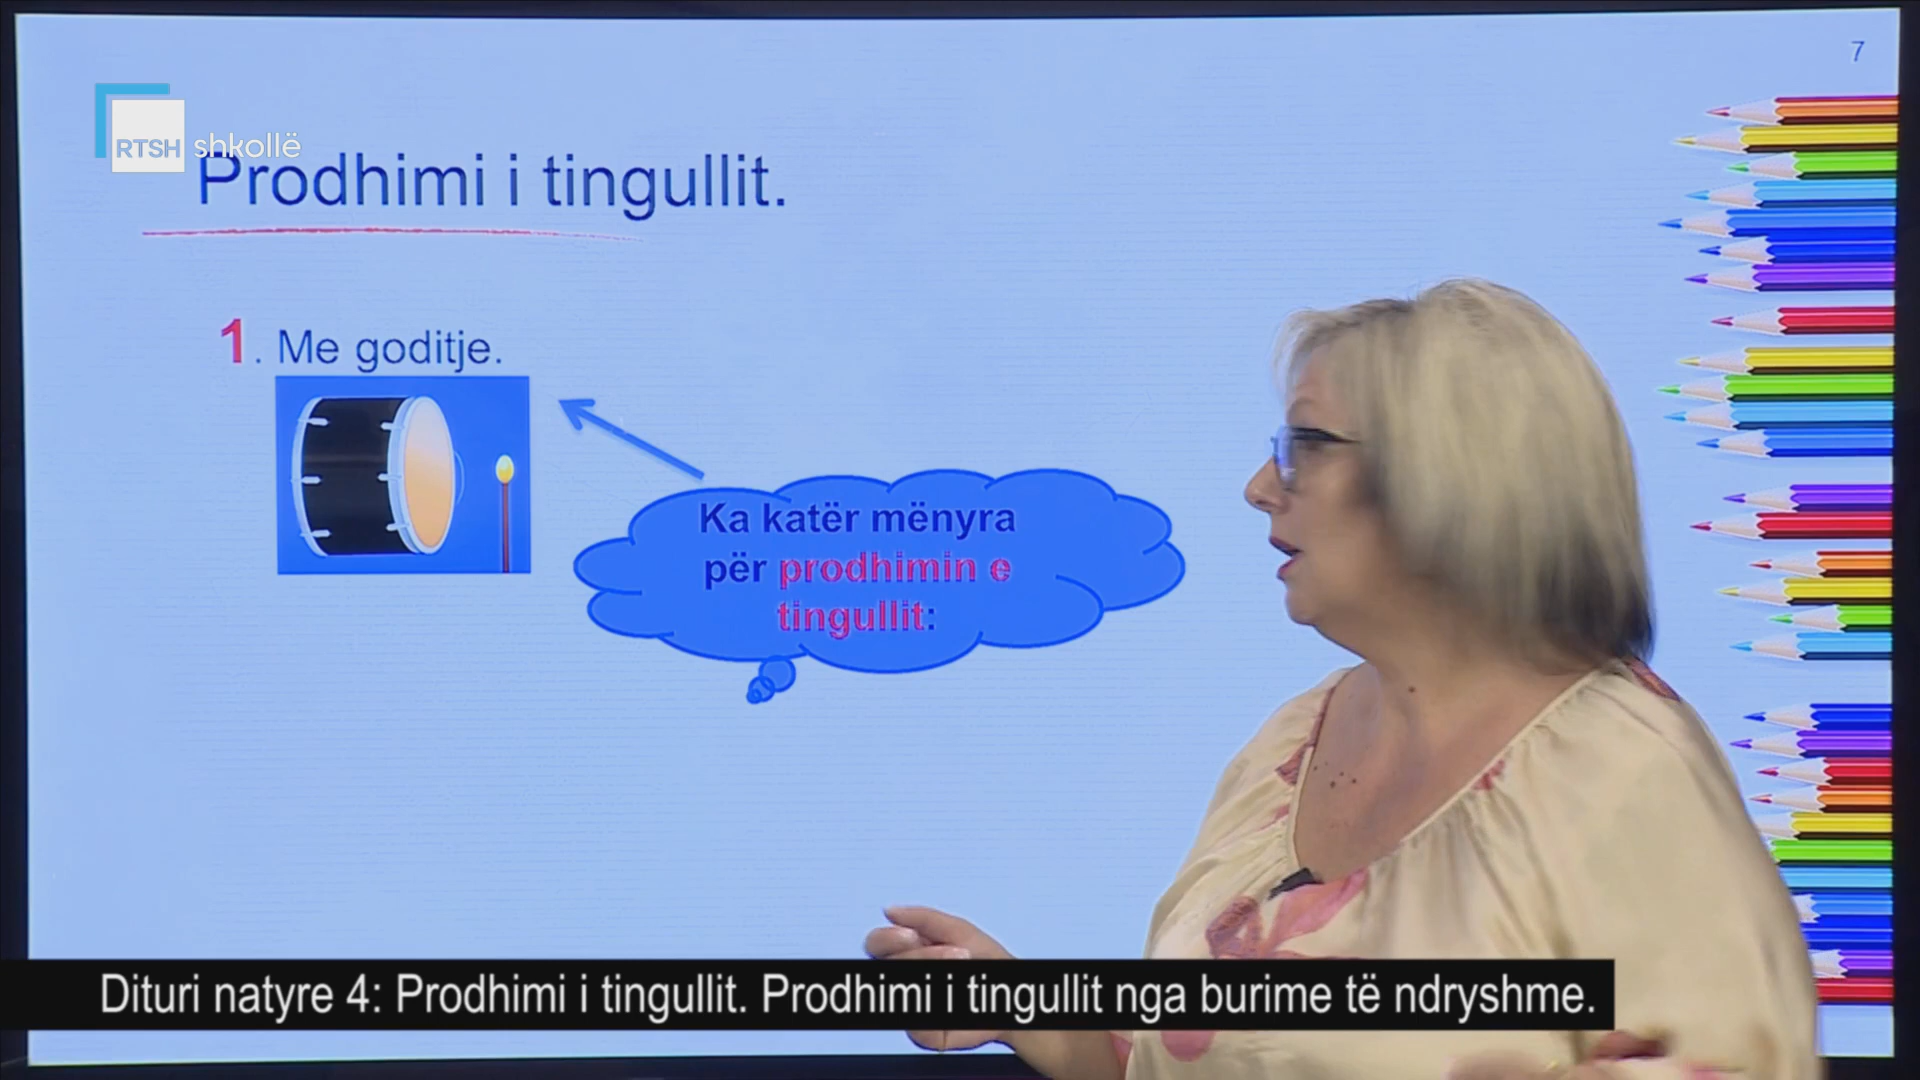 7
RTSH shkollë
Prodhimi i tingullit.
1. Me goditje.
Ka katër mënyra
për prodhimin e
tingullit:
Dituri natyre 4: Prodhimi i tingullit. Prodhimi i tingullit nga burime të ndryshme.